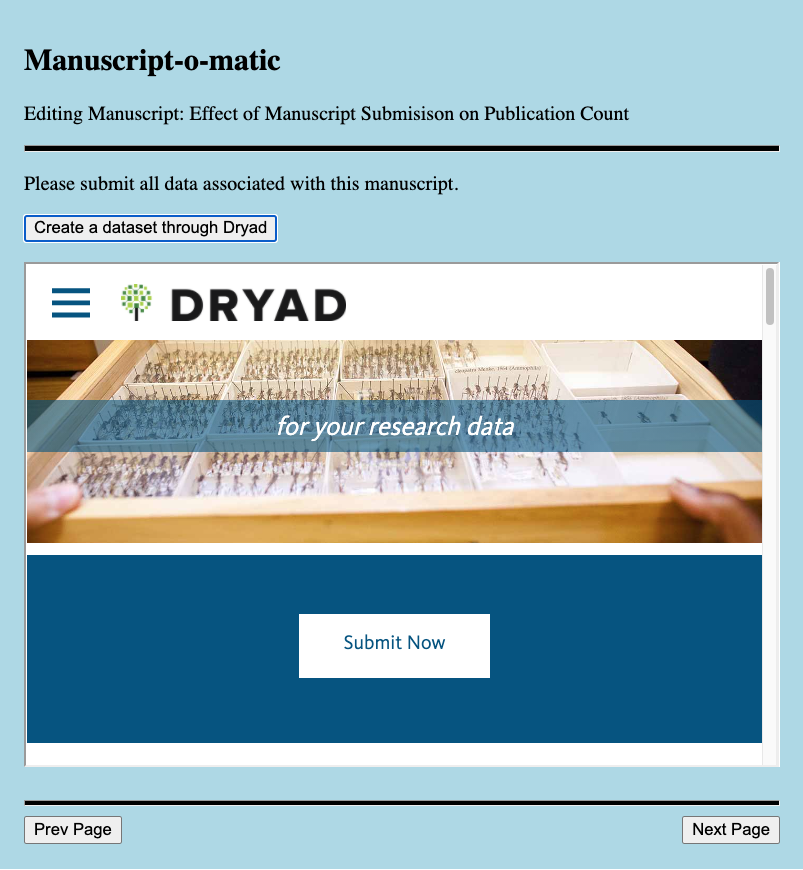 Manuscript-o-matic
Editing Manuscript: Effect of Manuscript Submisison on Publication Count
Please submit all data associated with this manuscript.
Create a dataset through Dryad
DRYAD
for your research data
Submit Now
Prev Page
Next Page